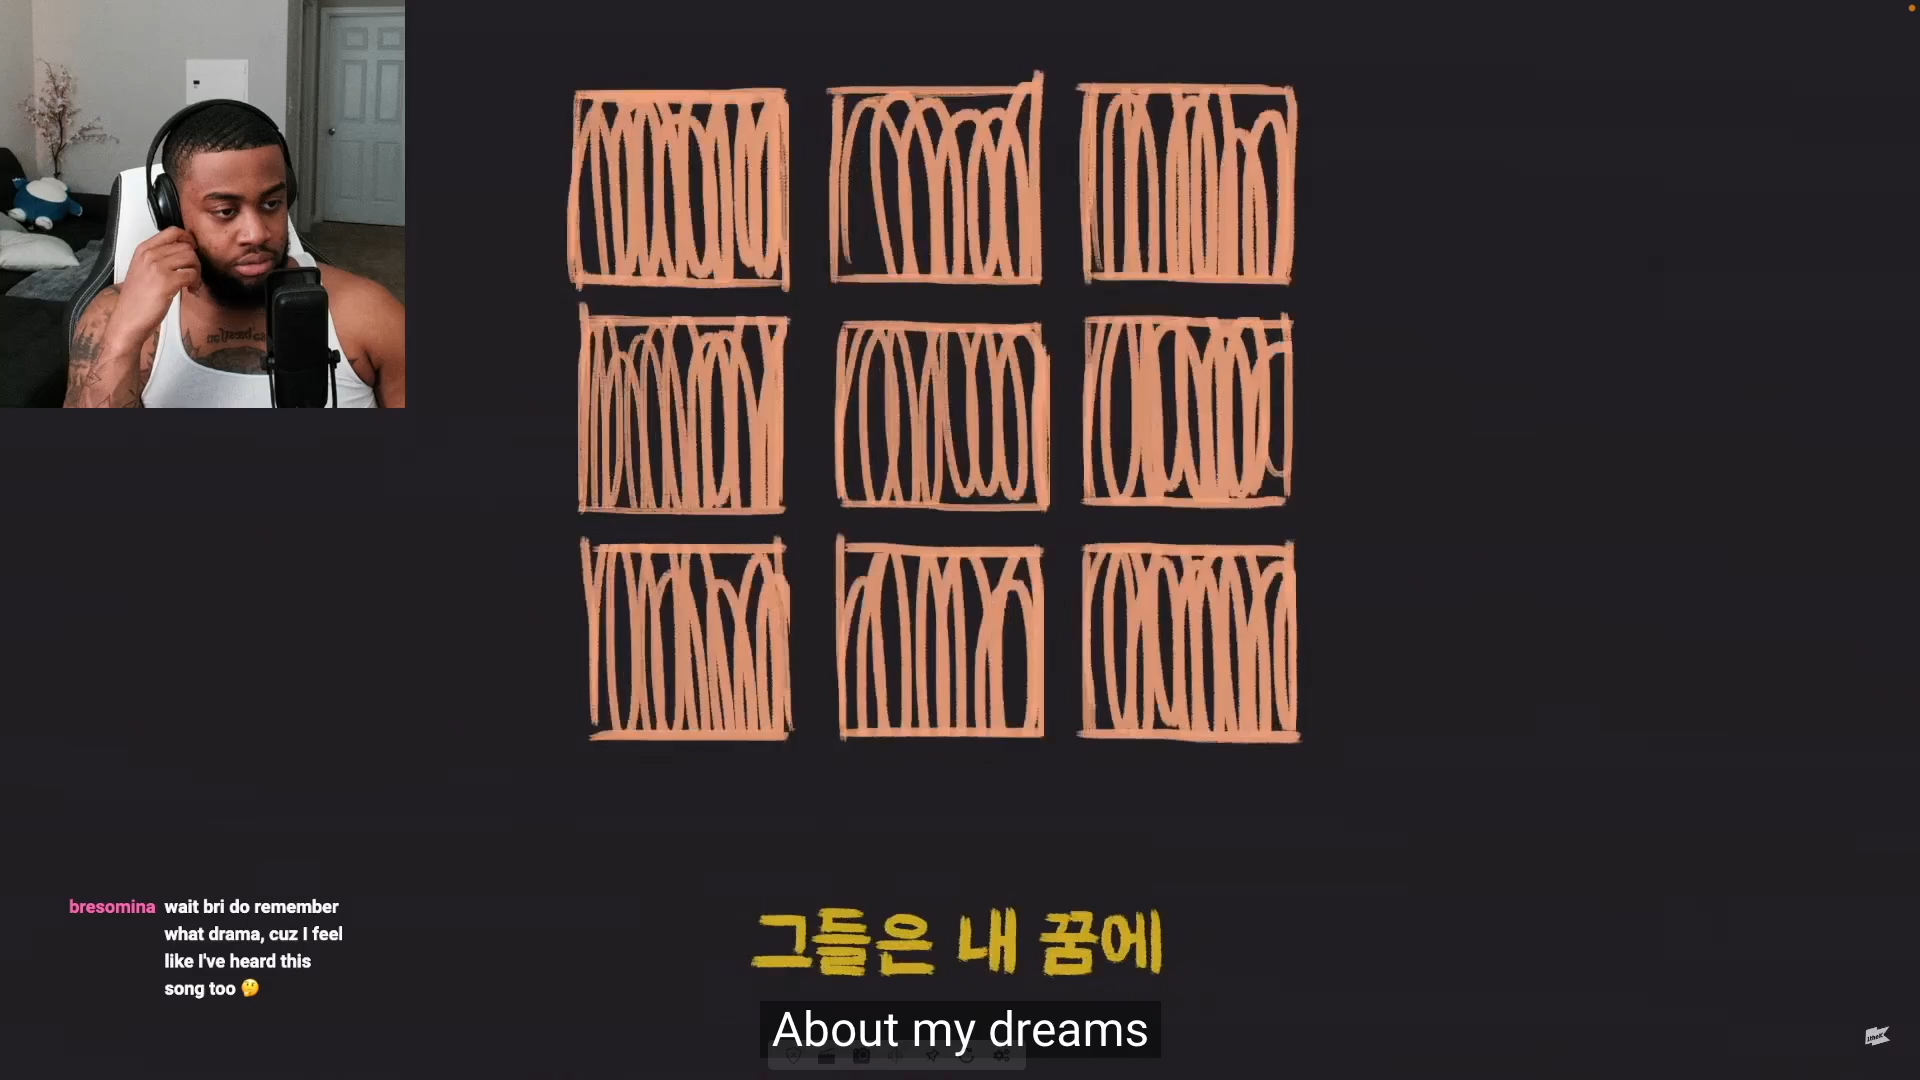 bresomina wait bri do remember
what drama, cuz I feel
like I've heard this
song too 🤔
그들은 내 꿈에
About my dreams